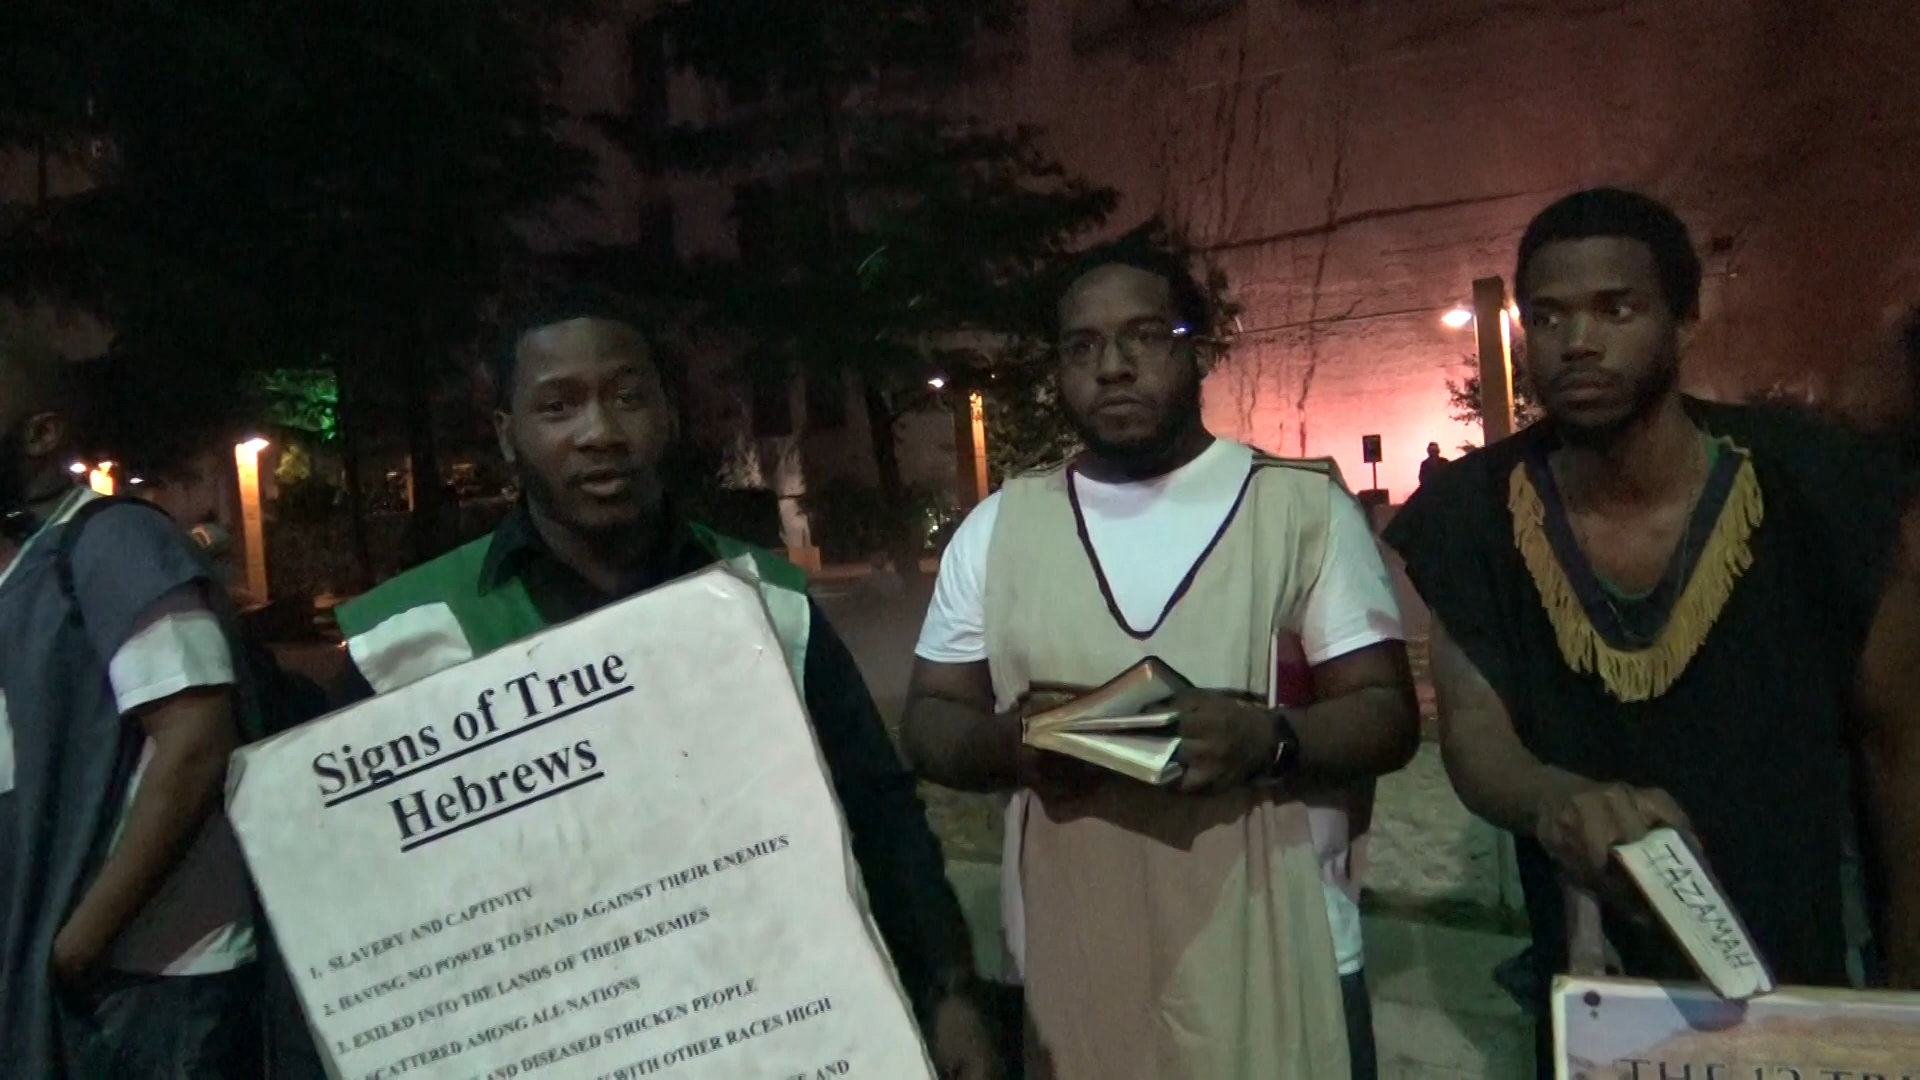 Signs of True
Hebrews
1. SLAVERY AND CAPTIVITY
2. HAVING NO POWER TO STAND AGAINST THEIR ENEMIES
3. EXILED INTO THE LANDS OF THEIR ENEMIES
SCATTERED AMONG ALL NATIONS
AND DISEASED STRICKEN PEOPLE
WITH OTHER RACES HIGH
AND
TAZAMAH
THE 12